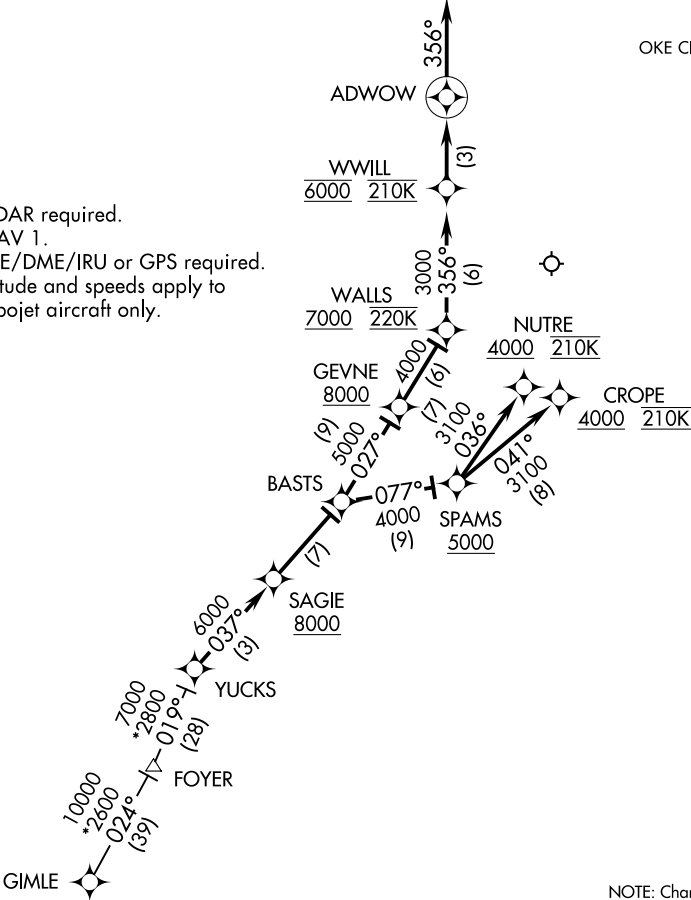 356°
OKE
ADWOW
(3)
WWILL
6000 210K
DAR required.
AV 1.
E/DME/IRU or GPS required.
tude and speeds apply to
bojet aircraft only.
3000
356°
(6)
WALLS
7000 220K
NUTRE
4000 210K
GEVNE
8000
4000
(6)
CROPE
4000 210K
(7)
3100
036°
(9)
5000
027°
041°
3100
(8)
BASTS
077°
4000
(9)
SPAMS
5000
(7)
SAGIE
8000
6000
037°
(3)
YUCKS
7000
*2800
019°
(28)
FOYER
10000
*2600
024°
(39)
GIMLE
NOTE: Char